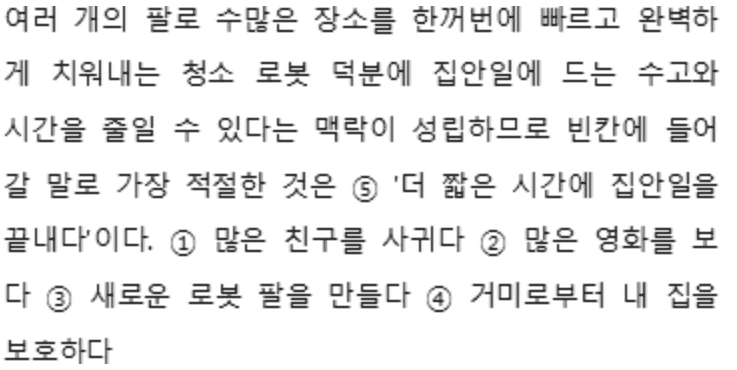 여러 개의 팔로 수많은 장소를 한꺼번에 빠르고 완벽하
게 치워내는 청소 로봇 덕분에 집안일에 드는 수고와
시간을 줄일 수 있다는 맥락이 성립하므로 빈칸에 들어
갈 말로 가장 적절한 것은 ⑤ '더 짧은 시간에 집안일을
끝내다'이다. ① 많은 친구를 사귀다 ② 많은 영화를 보
다 ③ 새로운 로봇 팔을 만들다 ④ 거미로부터 내 집을
보호하다